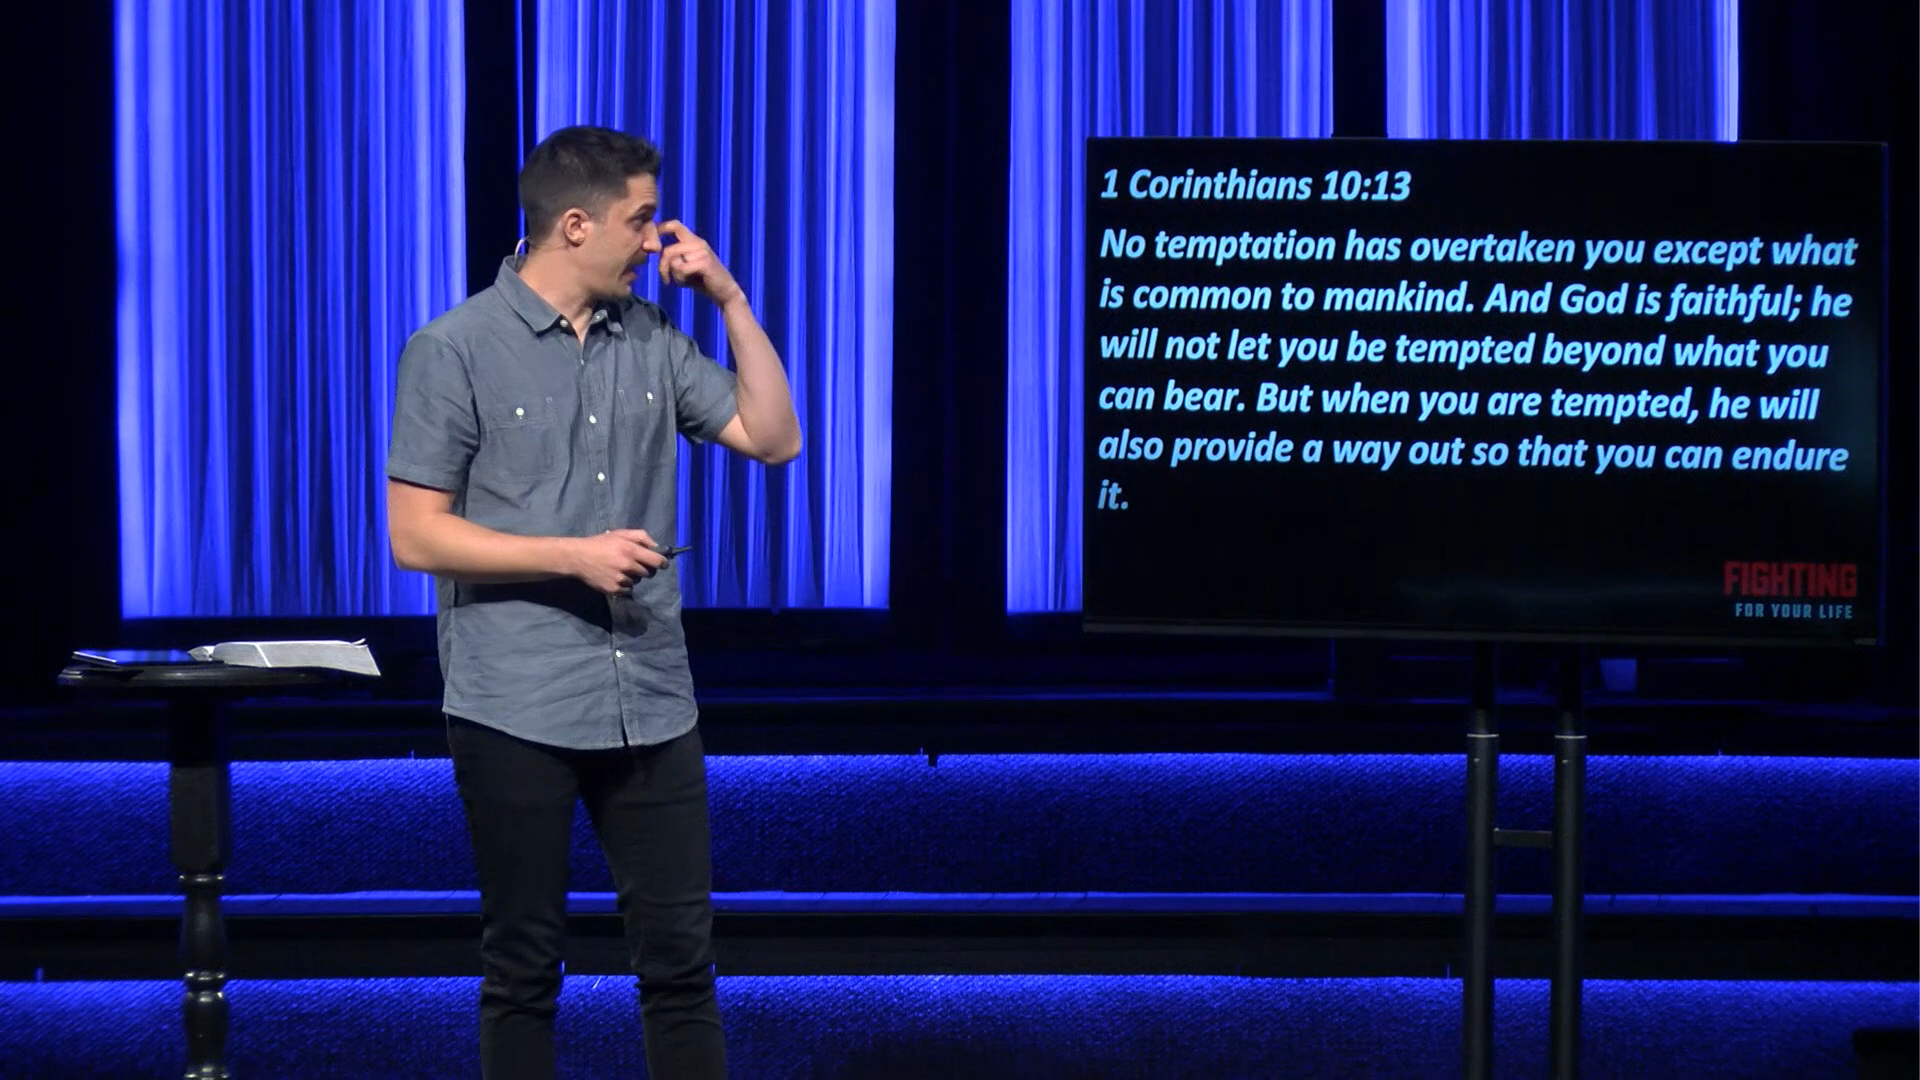 1 Corinthians 10:13
No temptation has overtaken you except what
is common to mankind. And God is faithful; he
will not let you be tempted beyond what you
can bear. But when you are tempted, he will
also provide a way out so that you can endure
it.
FIGHTING
FOR YOUR LIFE